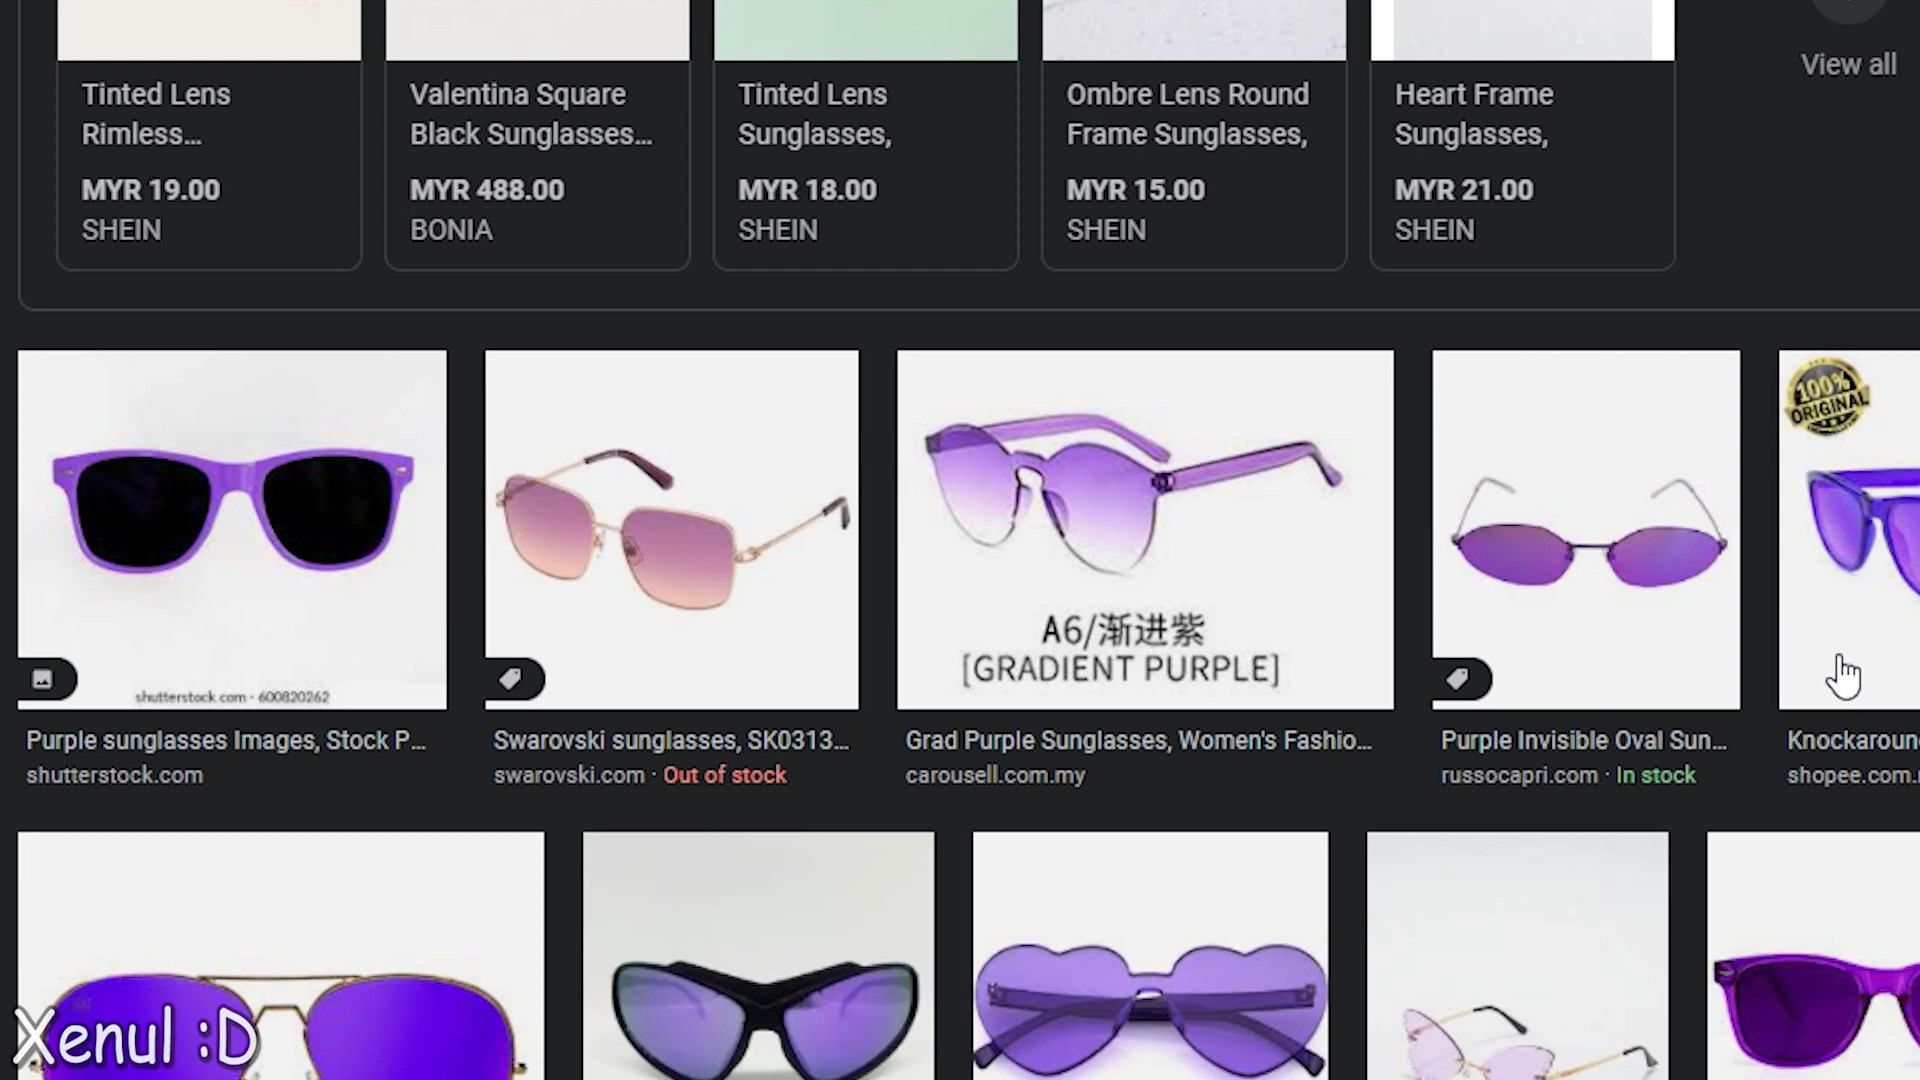 View all
Tinted Lens
Rimless...
MYR 19.00
SHEIN
Valentina Square
Black Sunglasses...
MYR 488.00
BONIA
Tinted Lens
Sunglasses,
MYR 18.00
SHEIN
Ombre Lens Round
Frame Sunglasses,
MYR 15.00
SHEIN
Heart Frame
Sunglasses,
MYR 21.00
SHEIN
shutterstock.com · 600820262
Purple sunglasses Images, Stock P...
shutterstock.com
Swarovski sunglasses, SK0313...
swarovski.com · Out of stock
A6/渐进紫
[GRADIENT PURPLE]
Grad Purple Sunglasses, Women's Fashio...
carousell.com.my
Purple Invisible Oval Sun...
russocapri.com · In stock
100%
ORIGINAL
Knockaroun
shopee.com.
Xenul :D